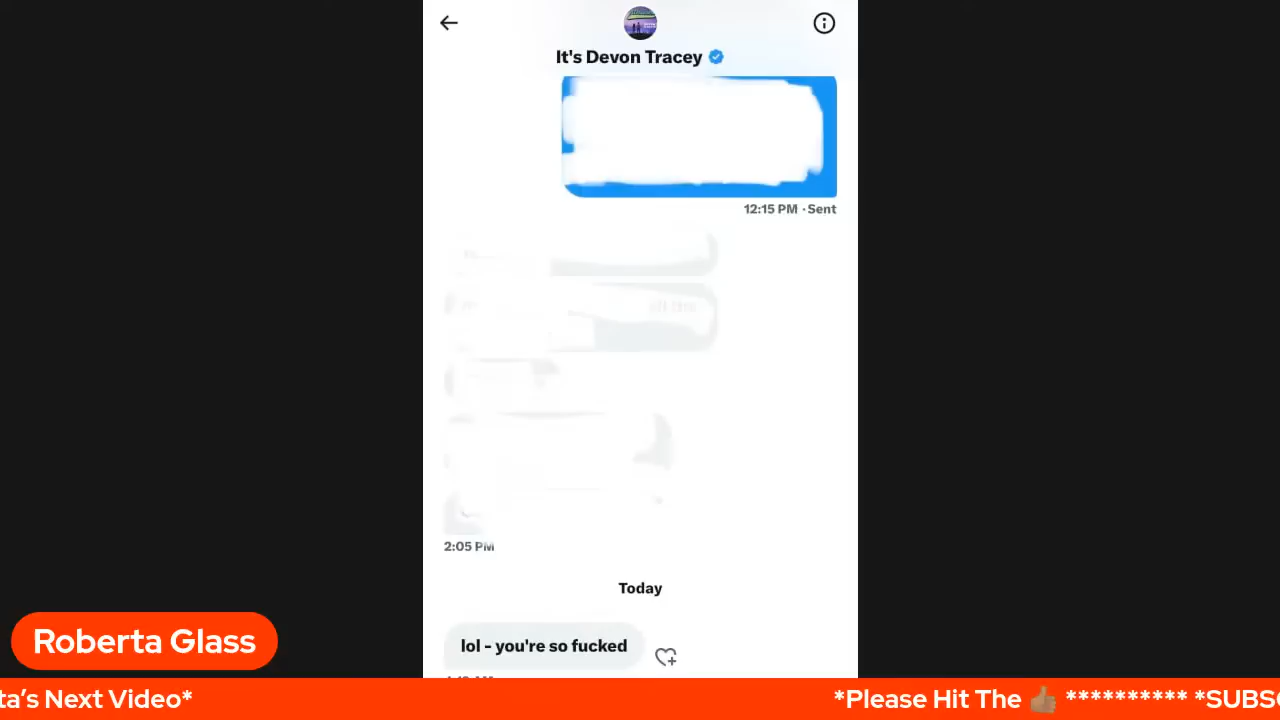 It's Devon Tracey
12:15 PM · Sent
2:05 PM
Today
lol - you're so fucked
Roberta Glass
ta's Next Video* *Please Hit The 👍🏽 ********** *SUBS